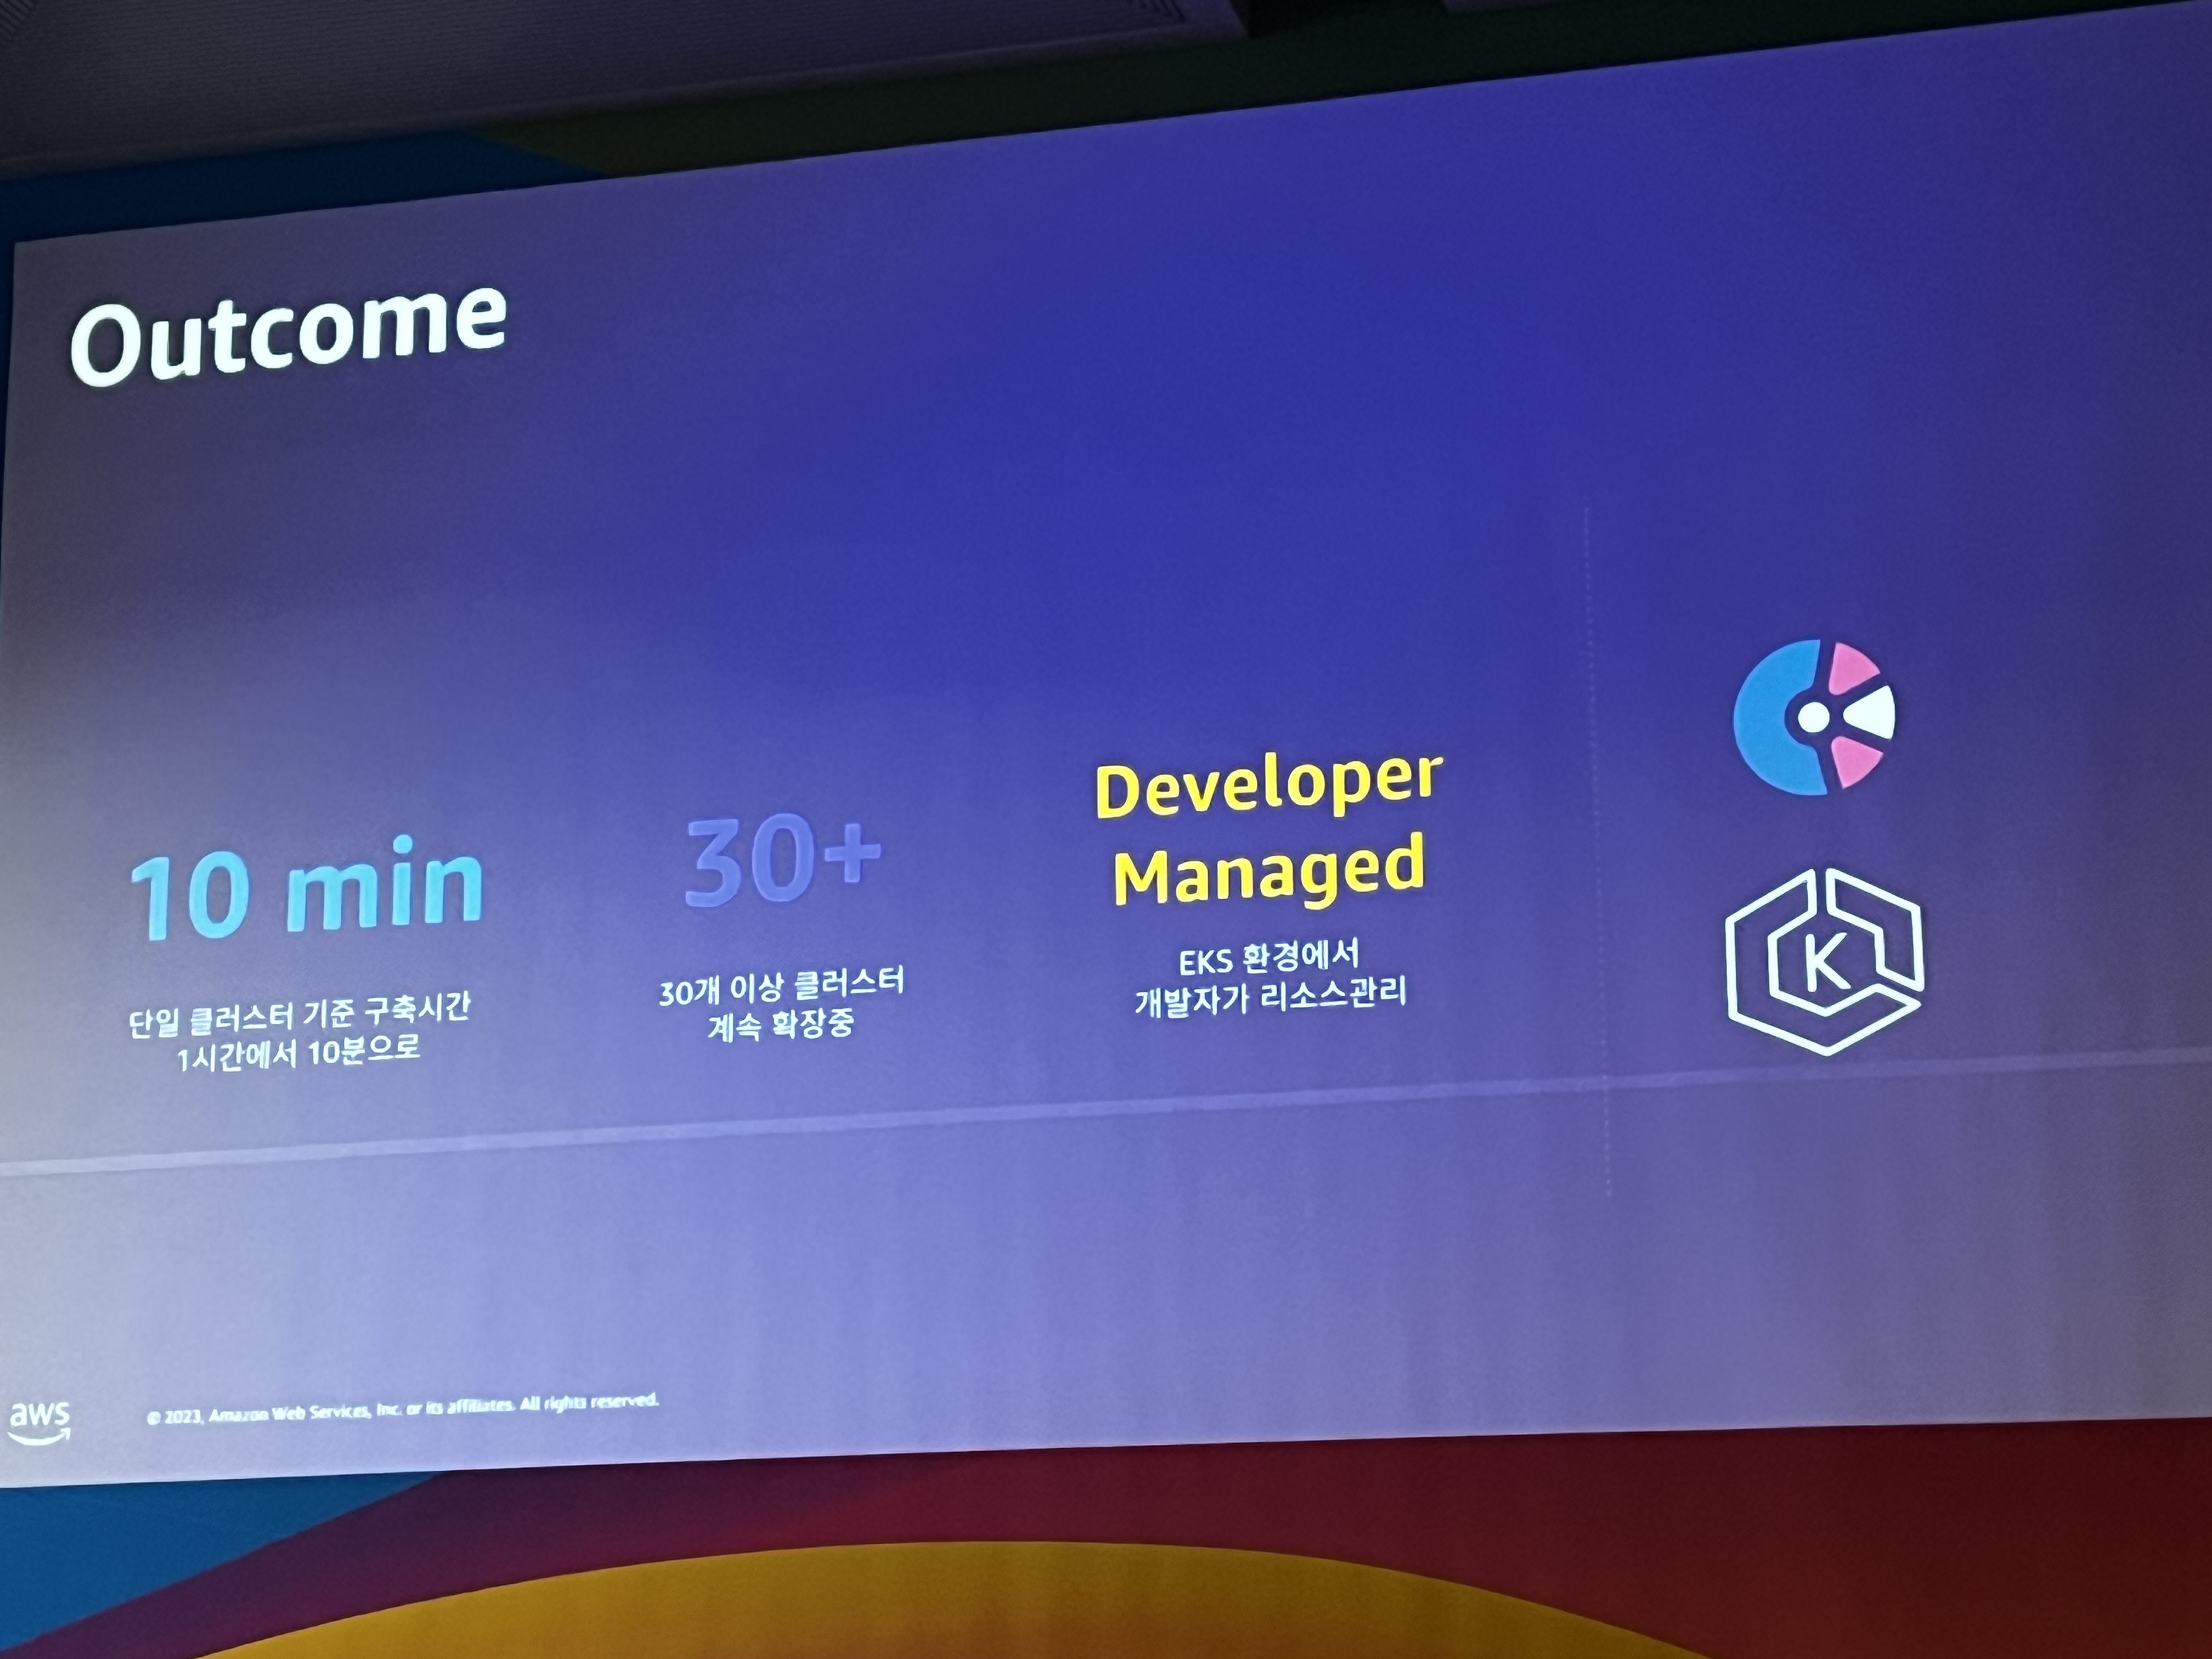 Outcome
10 min
단일 클러스터 기준 구축시간
1시간에서 10분으로
30+
30개 이상 클러스터
계속 확장중
Developer
Managed
EKS 환경에서
개발자가 리소스관리
K
aws
© 2023, Amazon Web Services, Inc. or its affiliates. All rights reserved.